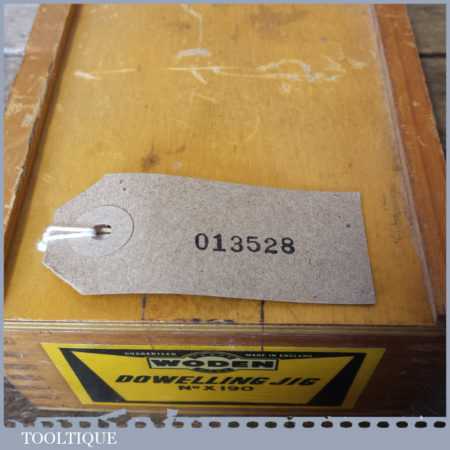 013528
GUARANTEED MADE IN ENGLAND
WODEN
DOWELLING JIG
No X190
TOOLTIQUE